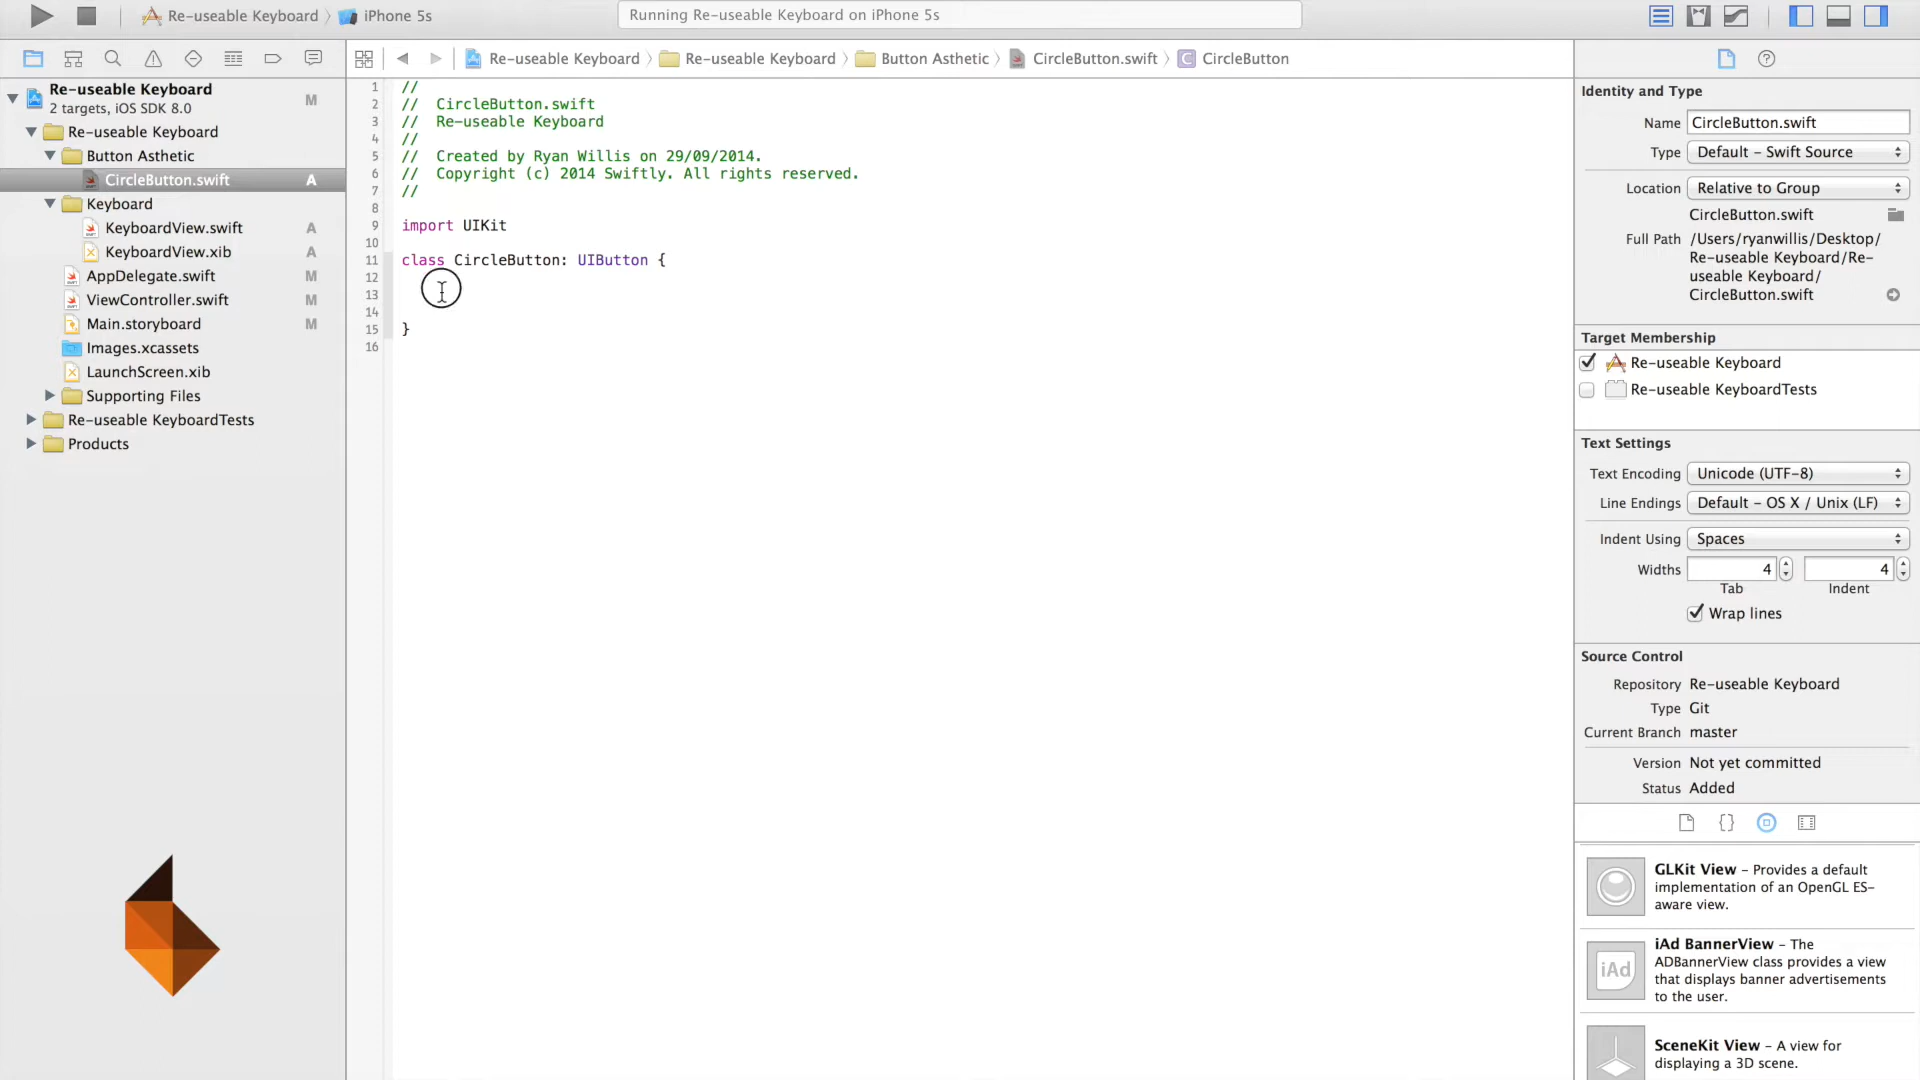 Re-useable Keyboard 〉 iPhone 5s
Running Re-useable Keyboard on iPhone 5s
Re-useable Keyboard 〉 Re-useable Keyboard 〉 Button Asthetic 〉 CircleButton.swift 〉 C CircleButton
Re-useable Keyboard M
2 targets, iOS SDK 8.0
Re-useable Keyboard
Button Asthetic
CircleButton.swift A
Keyboard
KeyboardView.swift A
KeyboardView.xib A
AppDelegate.swift M
ViewController.swift M
Main.storyboard M
Images.xcassets
LaunchScreen.xib
Supporting Files
Re-useable KeyboardTests
Products
1 //
2 // CircleButton.swift
3 // Re-useable Keyboard
4 //
5 // Created by Ryan Willis on 29/09/2014.
6 // Copyright (c) 2014 Swiftly. All rights reserved.
7 //
8
9 import UIKit
10
11 class CircleButton: UIButton {
12
13
14
15 }
16
Identity and Type
Name CircleButton.swift
Type Default - Swift Source
Location Relative to Group
CircleButton.swift
Full Path /Users/ryanwillis/Desktop/
Re-useable Keyboard/Re-
useable Keyboard/
CircleButton.swift
Target Membership
Re-useable Keyboard
Re-useable KeyboardTests
Text Settings
Text Encoding Unicode (UTF-8)
Line Endings Default - OS X / Unix (LF)
Indent Using Spaces
Widths 4 4
Tab Indent
Wrap lines
Source Control
Repository Re-useable Keyboard
Type Git
Current Branch master
Version Not yet committed
Status Added
GLKit View - Provides a default
implementation of an OpenGL ES-
aware view.
iAd
iAd BannerView - The
ADBannerView class provides a view
that displays banner advertisements
to the user.
SceneKit View - A view for
displaying a 3D scene.